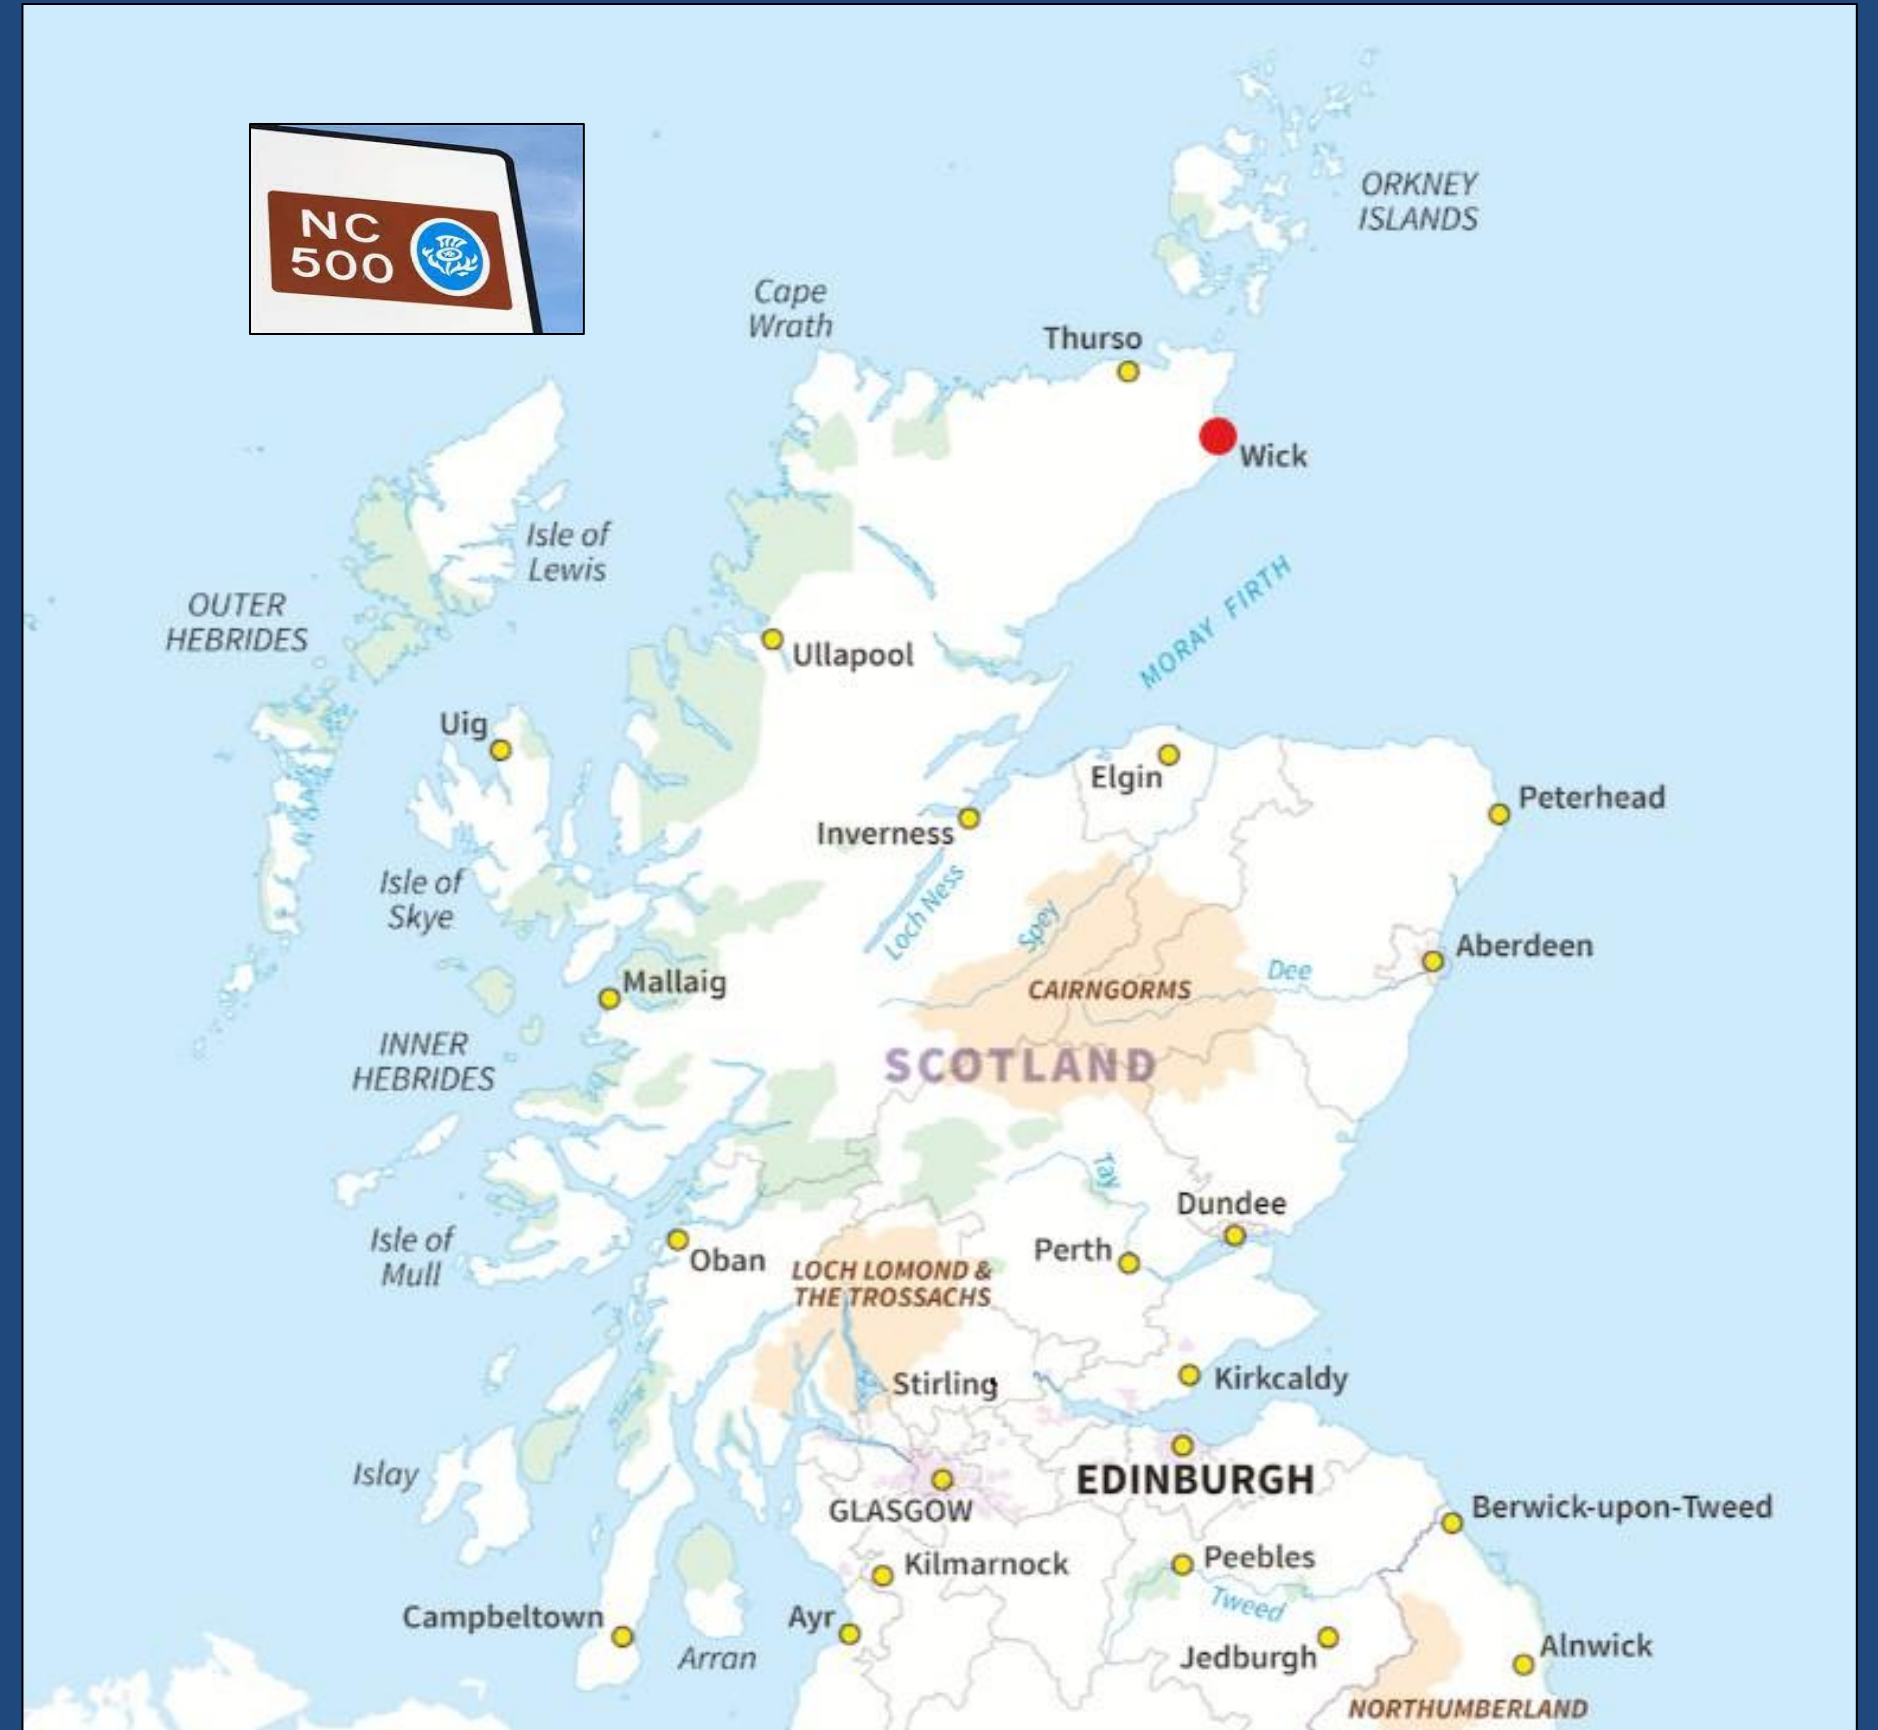 NC
500
ORKNEY
ISLANDS
Cape
Wrath
Thurso
Wick
Isle of
Lewis
OUTER
HEBRIDES
MORAY FIRTH
Ullapool
Uig
Elgin
Peterhead
Inverness
Loch Ness
Isle of
Skye
Spey
Aberdeen
Dee
Mallaig
CAIRNGORMS
INNER
HEBRIDES
SCOTLAND
Tay
Dundee
Isle of
Mull
Oban
Perth
LOCH LOMOND &
THE TROSSACHS
Stirling
Kirkcaldy
Islay
EDINBURGH
GLASGOW
Berwick-upon-Tweed
Kilmarnock
Peebles
Tweed
Campbeltown
Ayr
Arran
Jedburgh
Alnwick
NORTHUMBERLAND